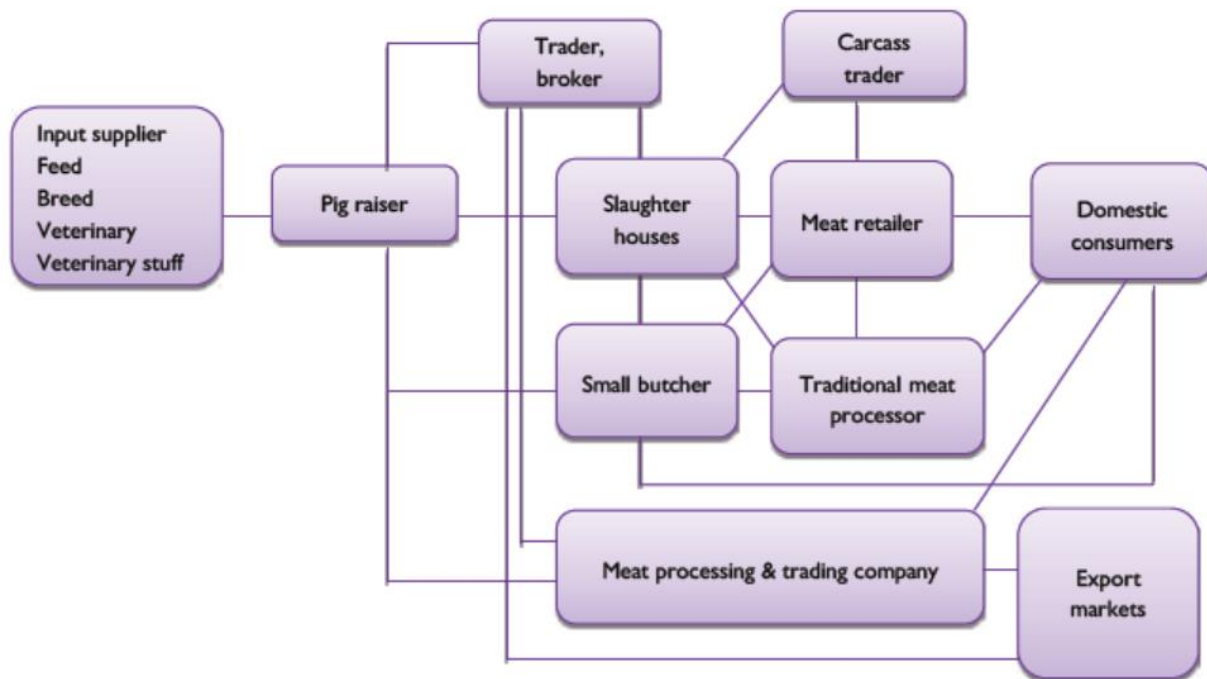 Trader,
broker
Carcass
trader
Input supplier
Feed
Breed
Veterinary
Veterinary stuff
Pig raiser
Slaughter
houses
Meat retailer
Domestic
consumers
Small butcher
Traditional meat
processor
Meat processing & trading company
Export
markets